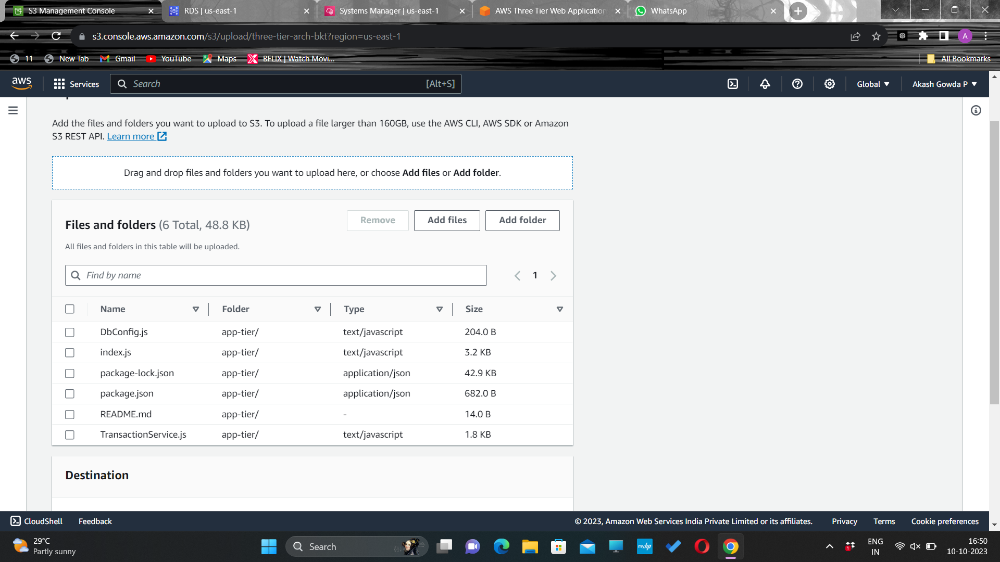 S3 Management Console
RDS | us-east-1
Systems Manager | us-east-1
AWS Three Tier Web Application
WhatsApp
s3.console.aws.amazon.com/s3/upload/three-tier-arch-bkt?region=us-east-1
A
11
New Tab
Gmail
YouTube
Maps
BFLIX | Watch Movi...
All Bookmarks
aws
Services
Search
[Alt+S]
Global
Akash Gowda P
Add the files and folders you want to upload to S3. To upload a file larger than 160GB, use the AWS CLI, AWS SDK or Amazon
S3 REST API. Learn more
Drag and drop files and folders you want to upload here, or choose Add files or Add folder.
Files and folders (6 Total, 48.8 KB)
Remove
Add files
Add folder
All files and folders in this table will be uploaded.
Find by name
1
Name Folder Type Size
DbConfig.js app-tier/ text/javascript 204.0 B
index.js app-tier/ text/javascript 3.2 KB
package-lock.json app-tier/ application/json 42.9 KB
package.json app-tier/ application/json 682.0 B
README.md app-tier/ - 14.0 B
TransactionService.js app-tier/ text/javascript 1.8 KB
Destination
CloudShell
Feedback
© 2023, Amazon Web Services India Private Limited or its affiliates.
Privacy
Terms
Cookie preferences
29°C
Partly sunny
Search
myhp
1
ENG
IN
16:50
10-10-2023